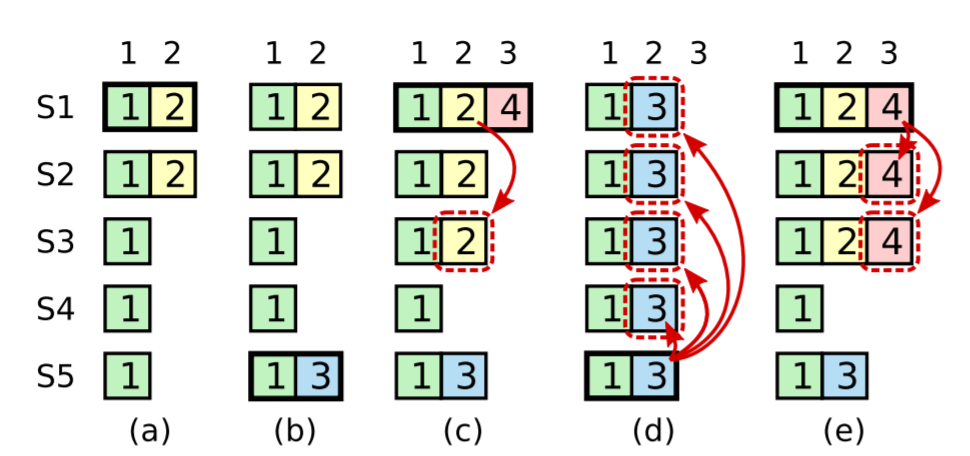 1 2 1 2 1 2 3 1 2 3 1 2 3
S1 1 2 1 2 1 2 4 1 3 1 2 4
S2 1 2 1 2 1 2 1 3 1 2 4
S3 1 1 1 2 1 3 1 2 4
S4 1 1 1 1 3 1
S5 1 1 3 1 3 1 3 1 3
(a) (b) (c) (d) (e)